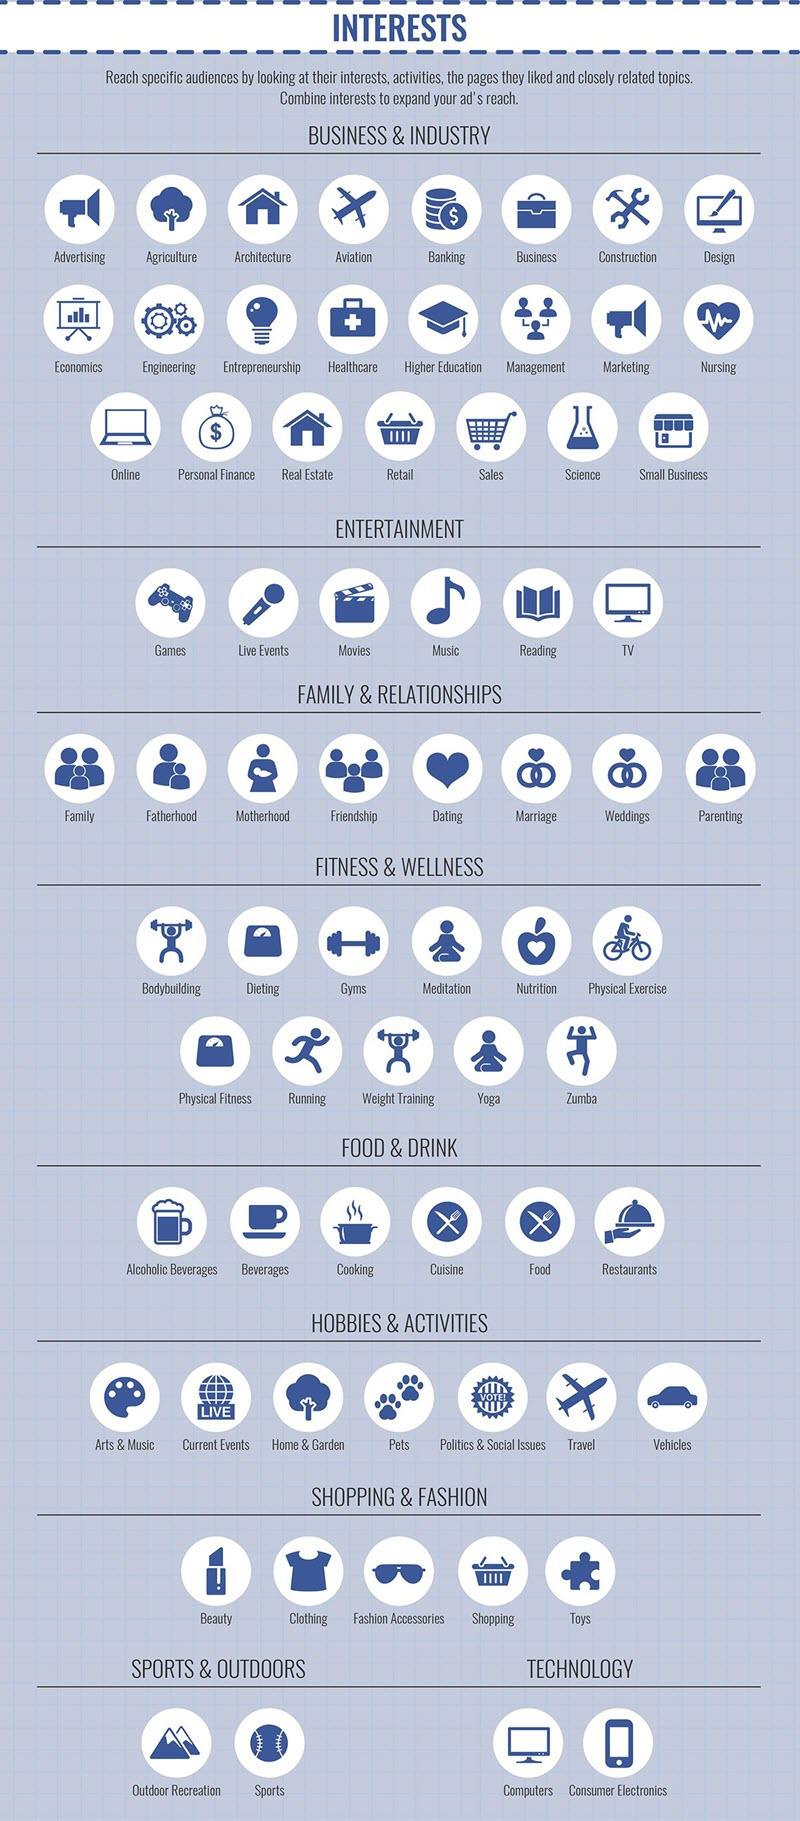 INTERESTS
Reach specific audiences by looking at their interests, activities, the pages they liked and closely related topics.
Combine interests to expand your ad's reach.
BUSINESS & INDUSTRY
Advertising Agriculture Architecture Aviation Banking Business Construction Design
$
Economics Engineering Entrepreneurship Healthcare Higher Education Management Marketing Nursing
$
Online Personal Finance Real Estate Retail Sales Science Small Business
ENTERTAINMENT
Games Live Events Movies Music Reading TV
FAMILY & RELATIONSHIPS
Family Fatherhood Motherhood Friendship Dating Marriage Weddings Parenting
FITNESS & WELLNESS
Bodybuilding Dieting Gyms Meditation Nutrition Physical Exercise
Physical Fitness Running Weight Training Yoga Zumba
FOOD & DRINK
Alcoholic Beverages Beverages Cooking Cuisine Food Restaurants
HOBBIES & ACTIVITIES
LIVE VOTE!
Arts & Music Current Events Home & Garden Pets Politics & Social Issues Travel Vehicles
SHOPPING & FASHION
Beauty Clothing Fashion Accessories Shopping Toys
SPORTS & OUTDOORS TECHNOLOGY
Outdoor Recreation Sports Computers Consumer Electronics